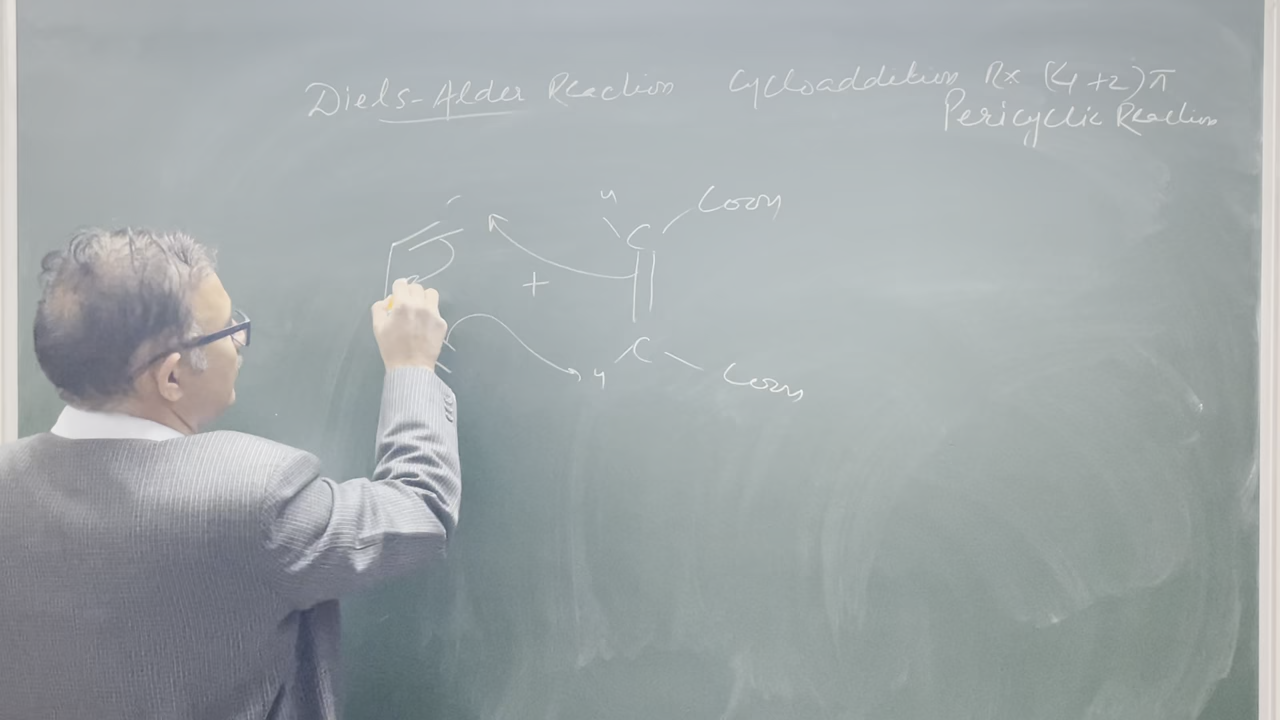 Diels-Alder Reaction Cycloaddition Rx (4+2)π
Pericyclic Reaction
H COOH
C
+
C
H COOH